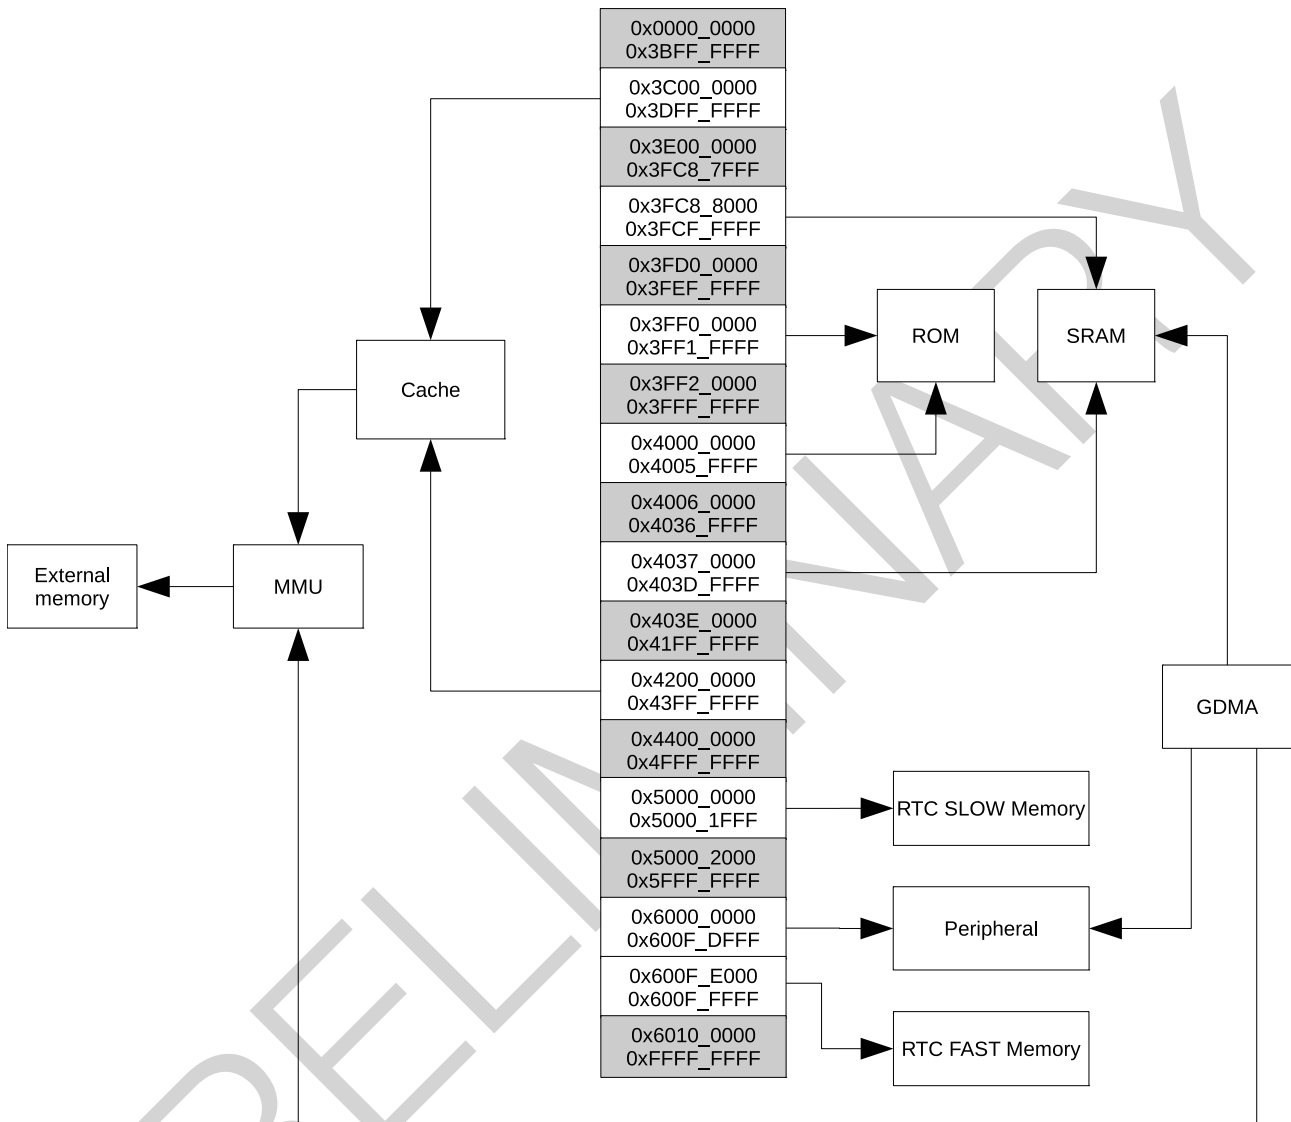 0x0000_0000
0x3BFF_FFFF
0x3C00_0000
0x3DFF_FFFF
0x3E00_0000
0x3FC8_7FFF
0x3FC8_8000
0x3FCF_FFFF
0x3FD0_0000
0x3FEF_FFFF
0x3FF0_0000
0x3FF1_FFFF
0x3FF2_0000
0x3FFF_FFFF
0x4000_0000
0x4005_FFFF
0x4006_0000
0x4036_FFFF
0x4037_0000
0x403D_FFFF
0x403E_0000
0x41FF_FFFF
0x4200_0000
0x43FF_FFFF
0x4400_0000
0x4FFF_FFFF
0x5000_0000
0x5000_1FFF
0x5000_2000
0x5FFF_FFFF
0x6000_0000
0x600F_DFFF
0x600F_E000
0x600F_FFFF
0x6010_0000
0xFFFF_FFFF
Cache
MMU
External
memory
ROM
SRAM
GDMA
RTC SLOW Memory
Peripheral
RTC FAST Memory
PRELIMINARY